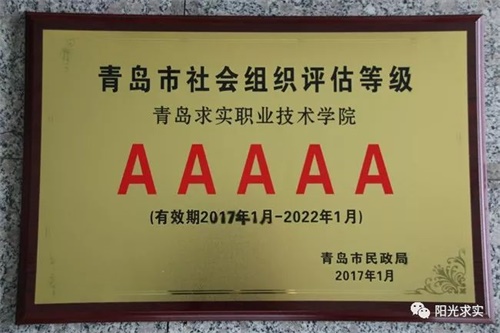 青岛市社会组织评估等级
青岛求实职业技术学院
AAAAA
(有效期2017年1月-2022年1月)
青岛市民政局
2017年1月
阳光求实